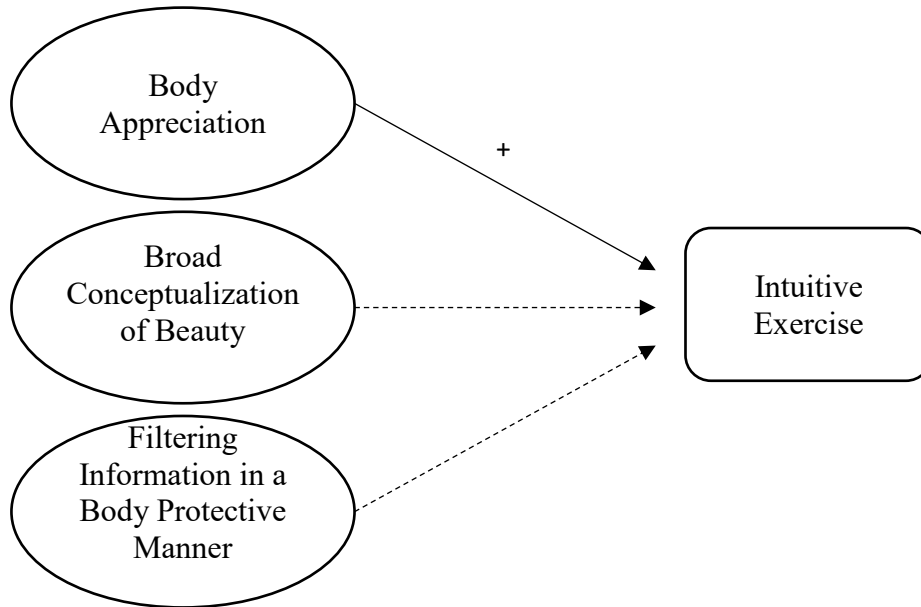 Body
Appreciation
+
Broad
Conceptualization
of Beauty
Intuitive
Exercise
Filtering
Information in a
Body Protective
Manner